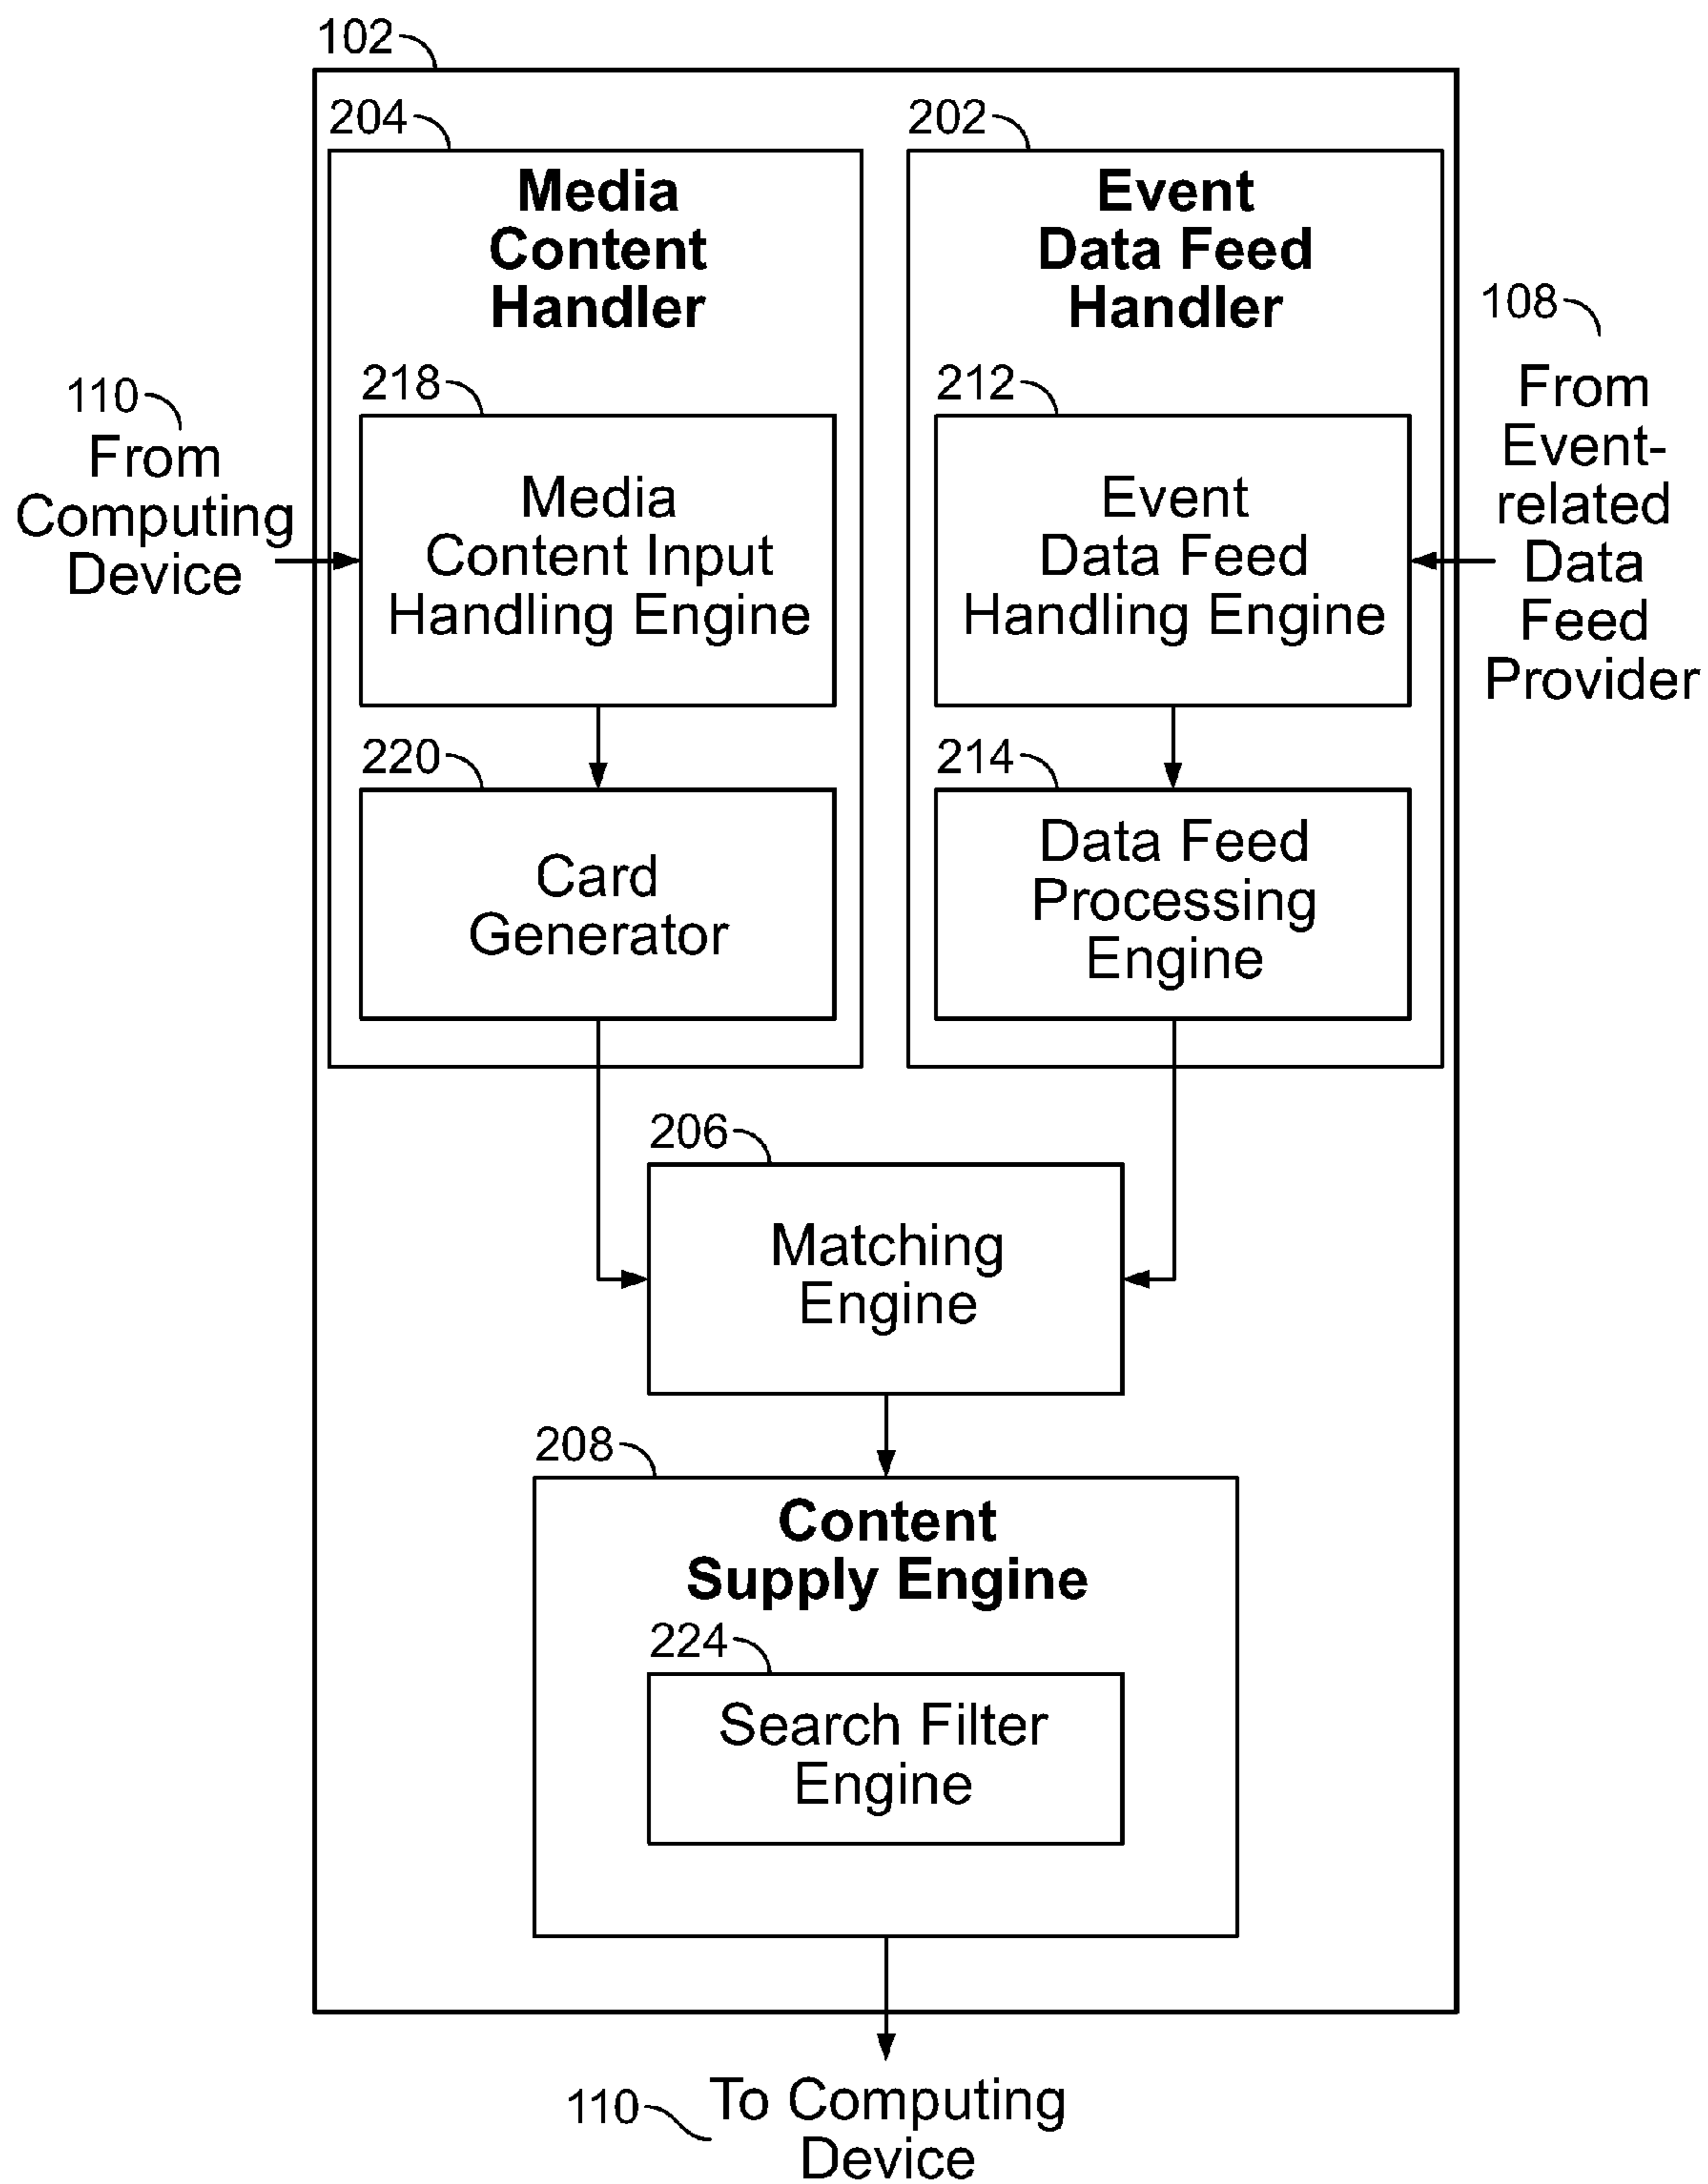 102
204
Media
Content
Handler
202
Event
Data Feed
Handler
110
From
Computing
Device
218
Media
Content Input
Handling Engine
212
Event
Data Feed
Handling Engine
108
From
Event-
related
Data
Feed
Provider
220
Card
Generator
214
Data Feed
Processing
Engine
206
Matching
Engine
208
Content
Supply Engine
224
Search Filter
Engine
110
To Computing
Device